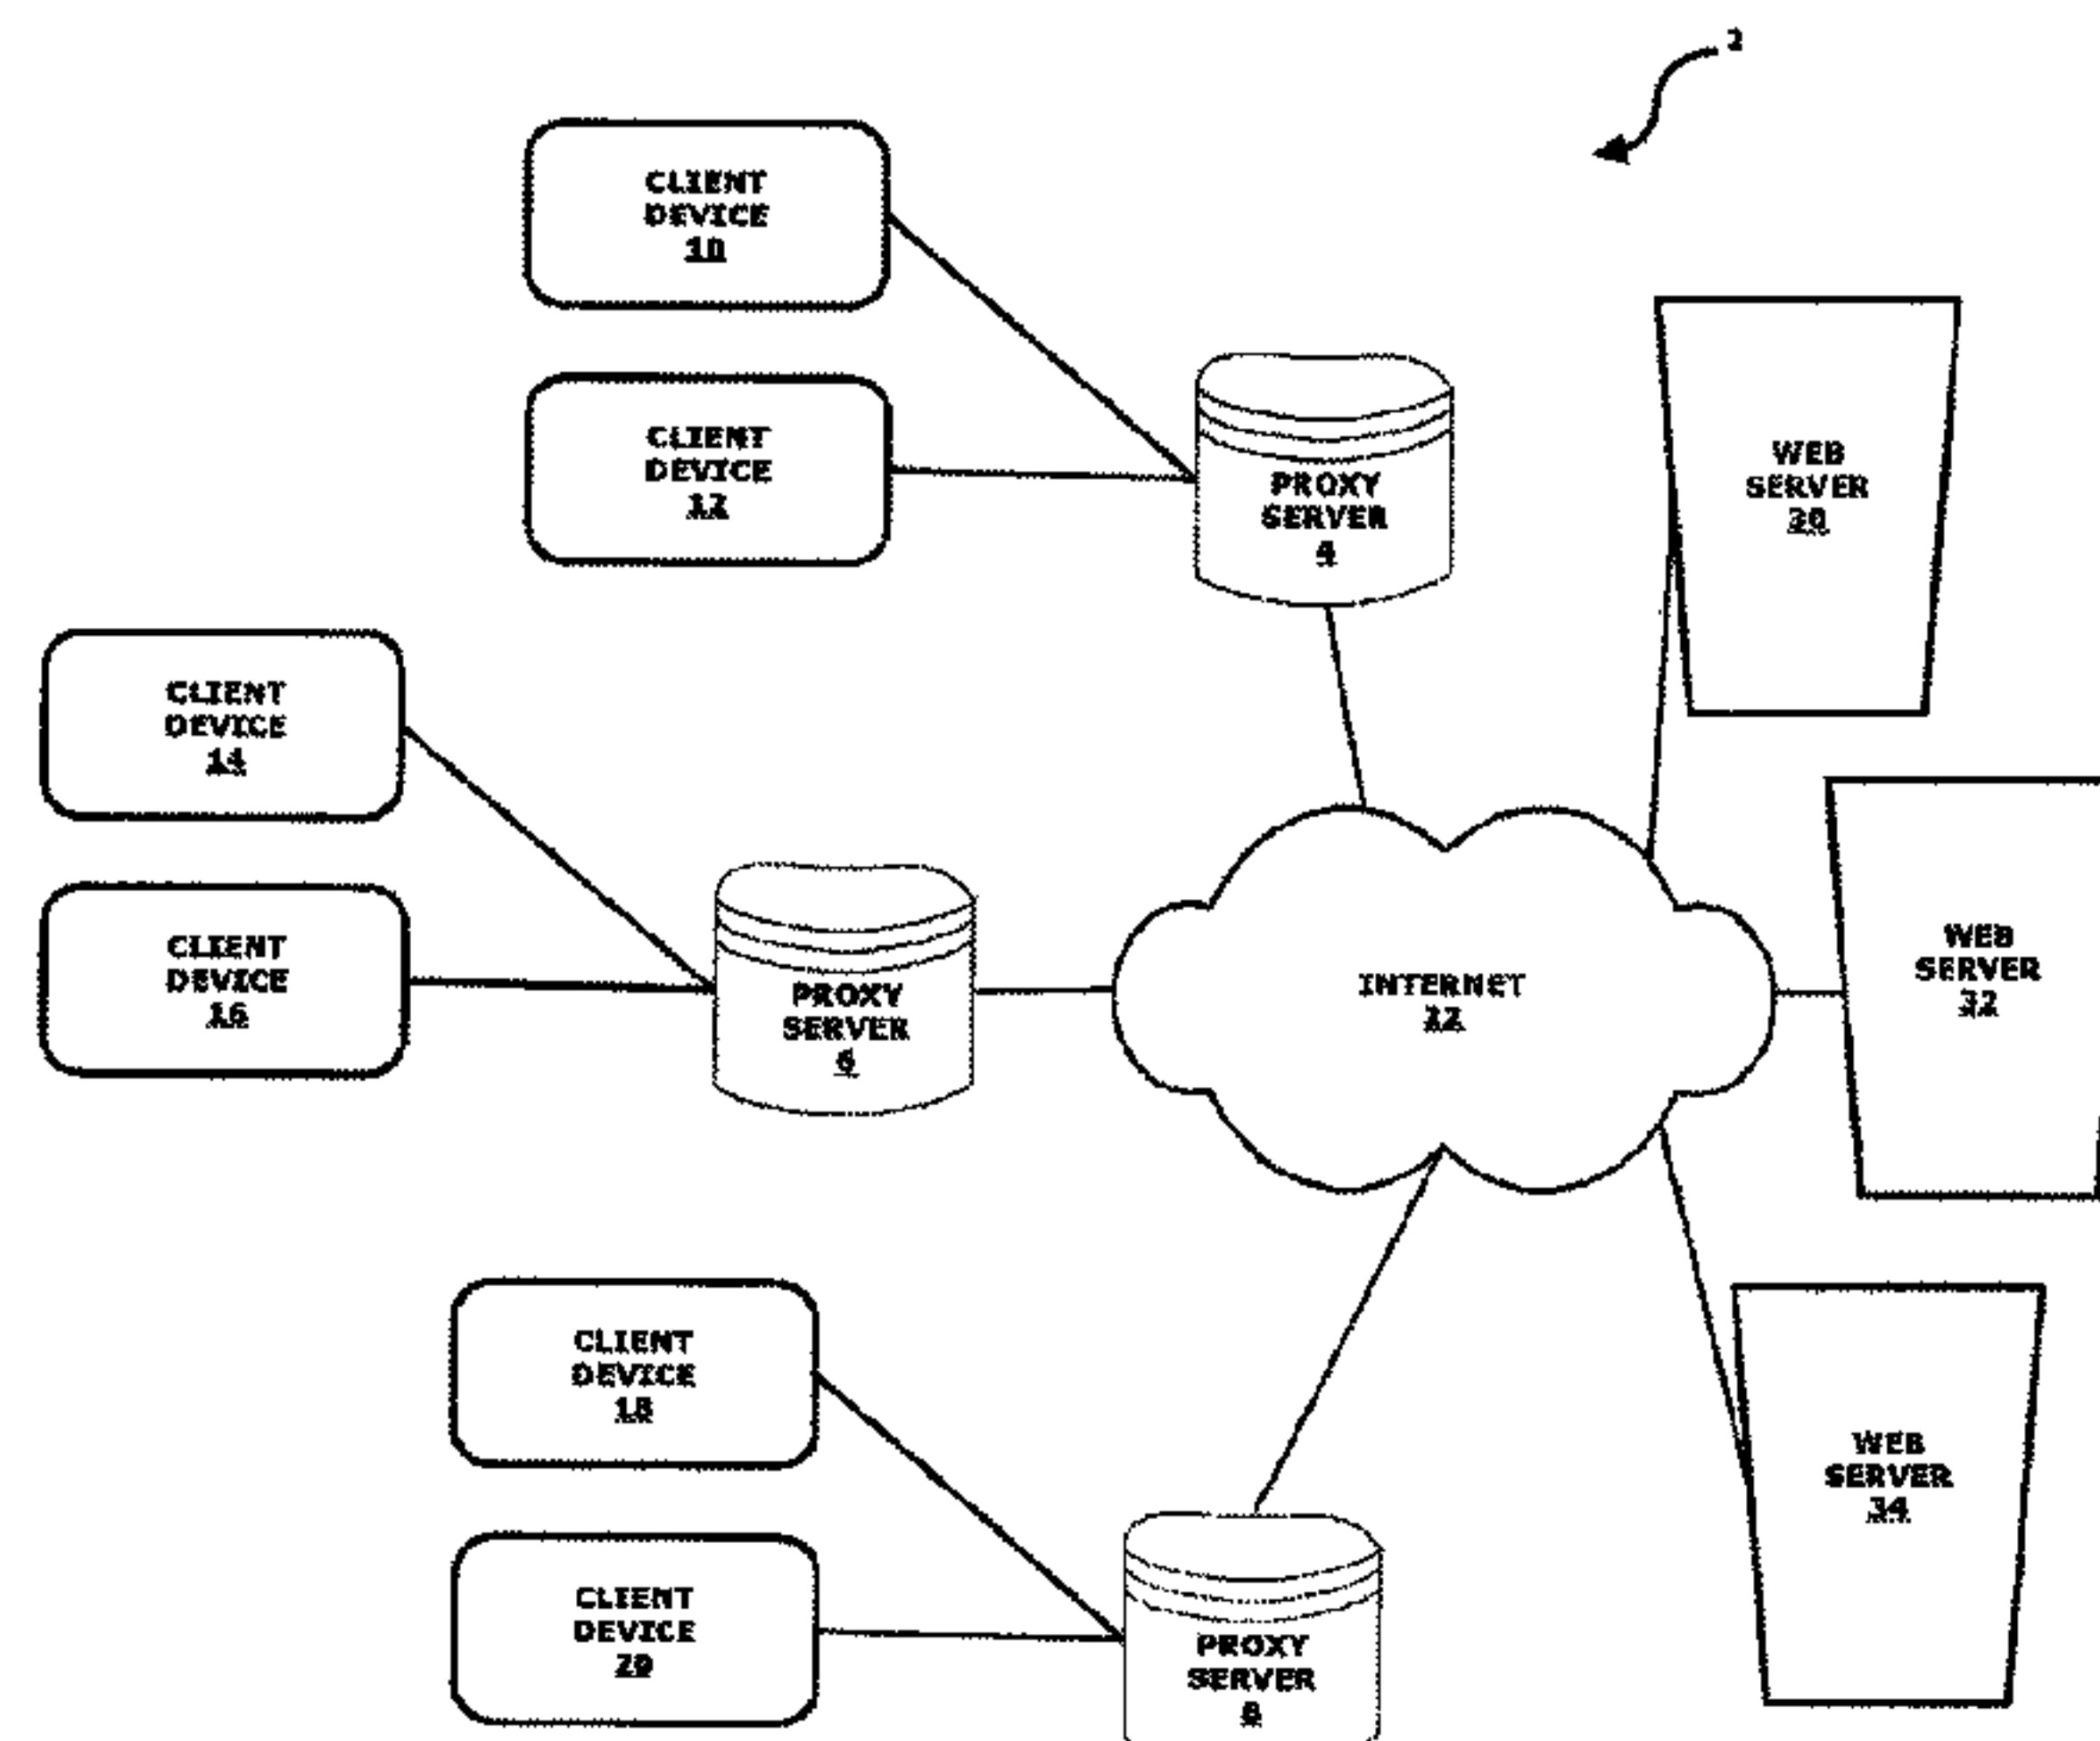 2
CLIENT
DEVICE
10
CLIENT
DEVICE
12
PROXY
SERVER
4
WEB
SERVER
30
CLIENT
DEVICE
14
CLIENT
DEVICE
16
PROXY
SERVER
6
INTERNET
22
WEB
SERVER
32
CLIENT
DEVICE
18
CLIENT
DEVICE
20
PROXY
SERVER
8
WEB
SERVER
34